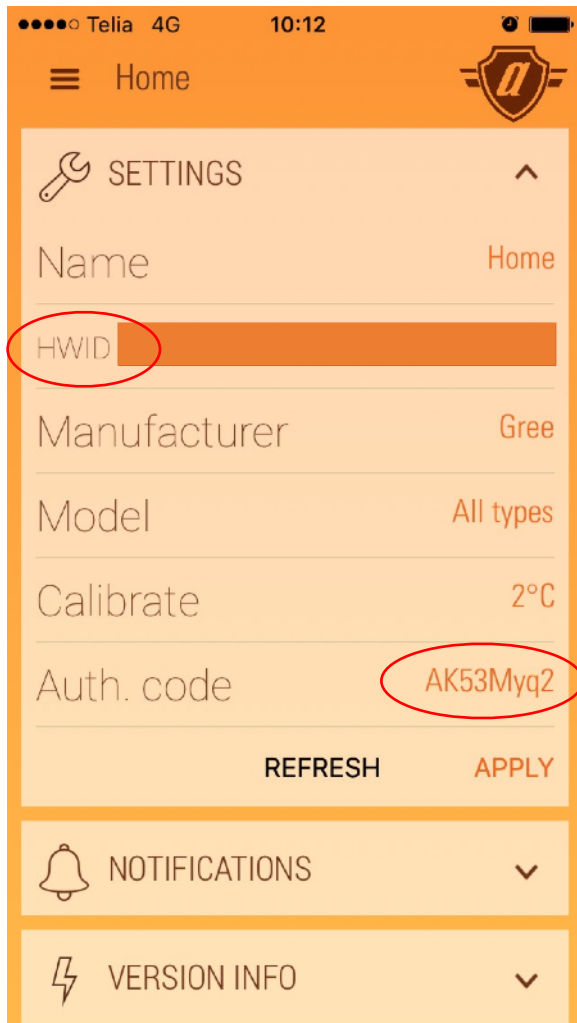 Telia 4G 10:12
Home
a
SETTINGS
Name Home
HWID
Manufacturer Gree
Model All types
Calibrate 2°C
Auth. code AK53Myq2
REFRESH APPLY
NOTIFICATIONS
VERSION INFO